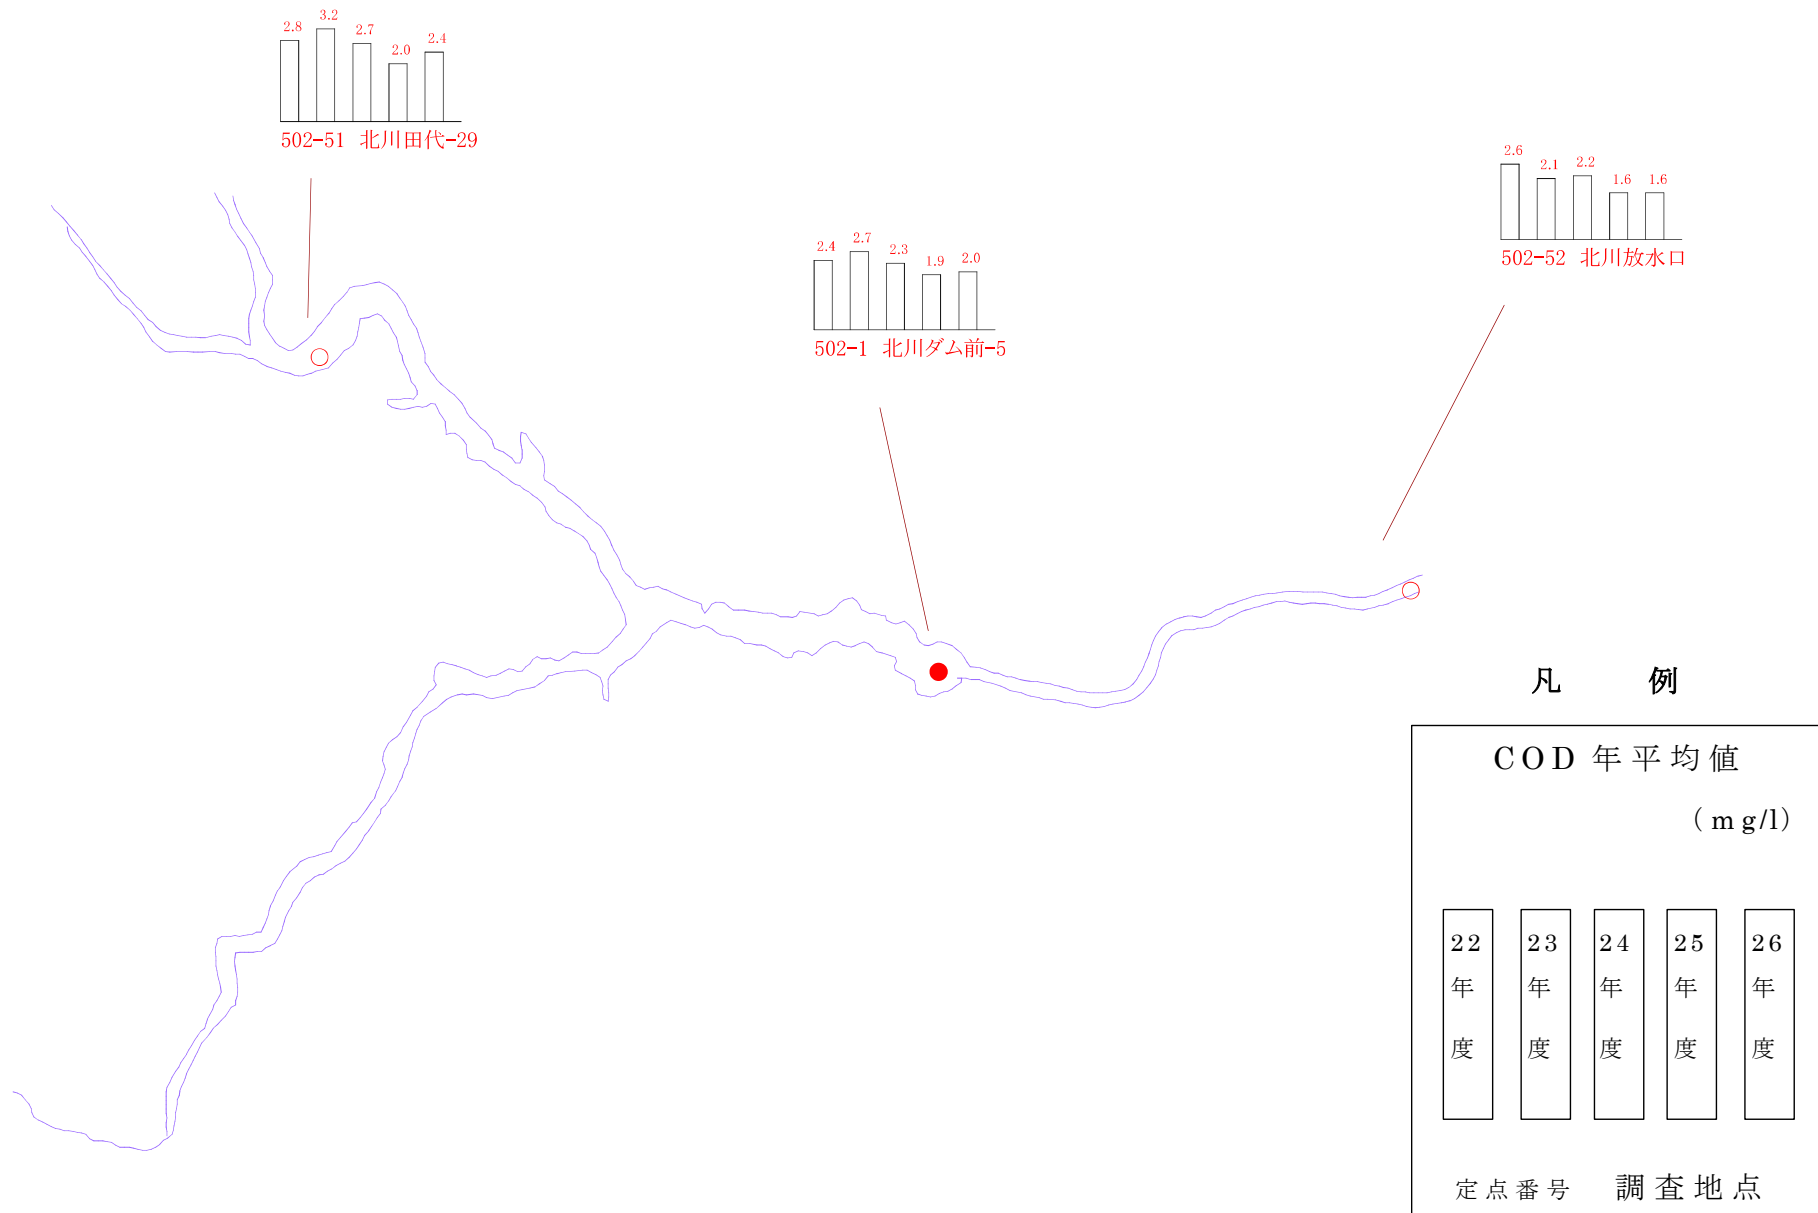 2.8 3.2 2.7 2.0 2.4
502-51 北川田代-29
2.6 2.1 2.2 1.6 1.6
502-52 北川放水口
2.4 2.7 2.3 1.9 2.0
502-1 北川ダム前-5
凡 例
COD 年平均値
(mg/l)
22年度
23年度
24年度
25年度
26年度
定点番号 調査地点